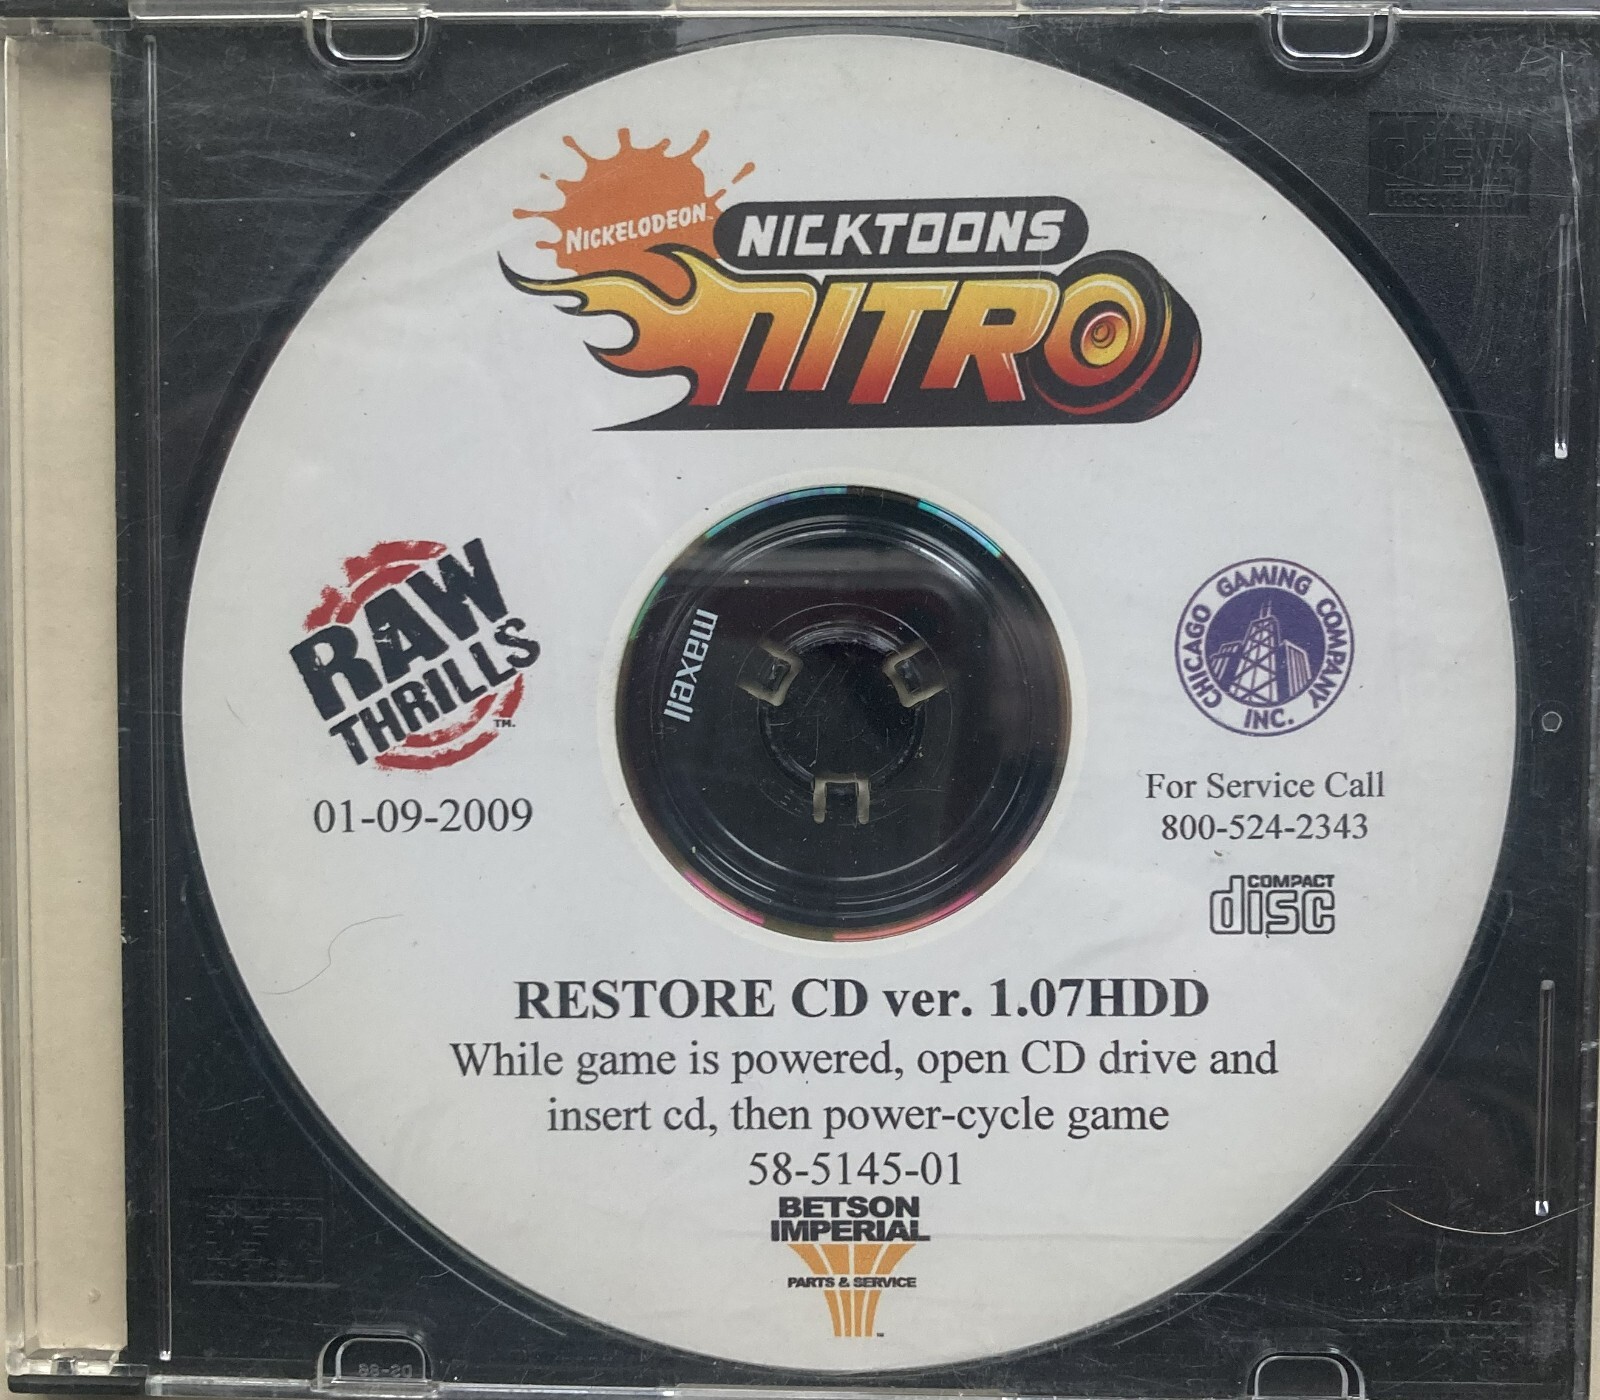 NICKELODEON
NICKTOONS
NITRO
RAW
THRILLS
TM.
01-09-2009
maxell
CHICAGO GAMING COMPANY
INC.
For Service Call
800-524-2343
COMPACT
disc
RESTORE CD ver. 1.07HDD
While game is powered, open CD drive and
insert cd, then power-cycle game
58-5145-01
BETSON
IMPERIAL
PARTS & SERVICE